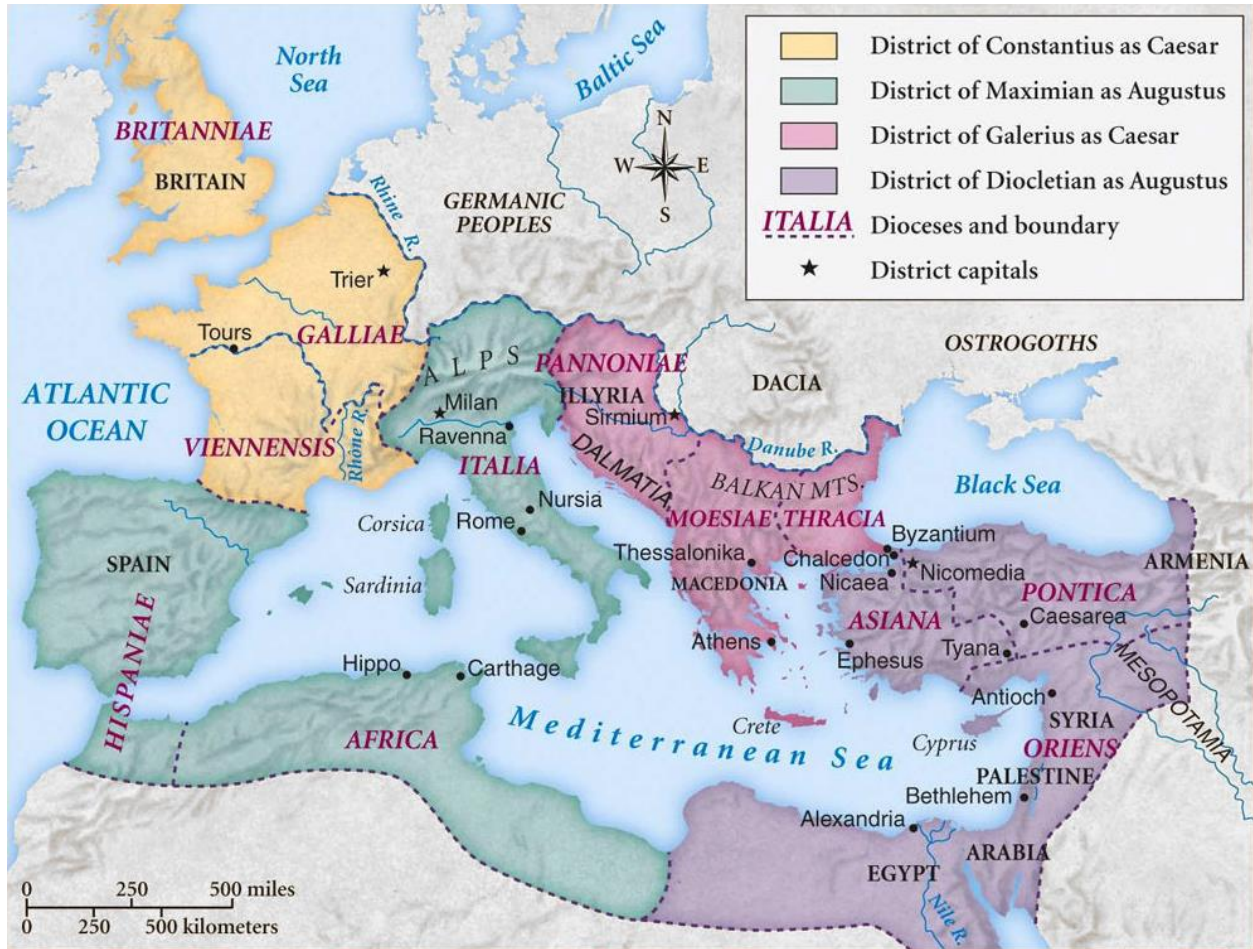 District of Constantius as Caesar
District of Maximian as Augustus
District of Galerius as Caesar
District of Diocletian as Augustus
ITALIA Dioceses and boundary
District capitals
North
Sea
Baltic Sea
N
W E
S
BRITANNIAE
BRITAIN
Rhine R.
GERMANIC
PEOPLES
Trier
Tours
GALLIAE
ATLANTIC
OCEAN
ALPS
PANNONIAE
ILLYRIA
Sirmium
DACIA
OSTROGOTHS
Milan
Ravenna
VIENNENSIS
Rhône R.
ITALIA
DALMATIA
Danube R.
BALKAN MTS.
Black Sea
Corsica
Nursia
Rome
MOESIAE
THRACIA
Byzantium
Thessalonika
Chalcedon
Nicaea
Nicomedia
ARMENIA
SPAIN
Sardinia
MACEDONIA
PONTICA
Caesarea
ASIANA
Athens
Ephesus
Tyana
MESOPOTAMIA
HISPANIAE
Hippo
Carthage
Antioch
SYRIA
AFRICA
Mediterranean Sea
Crete
Cyprus
ORIENS
PALESTINE
Bethlehem
Alexandria
ARABIA
EGYPT
Nile R.
0 250 500 miles
0 250 500 kilometers